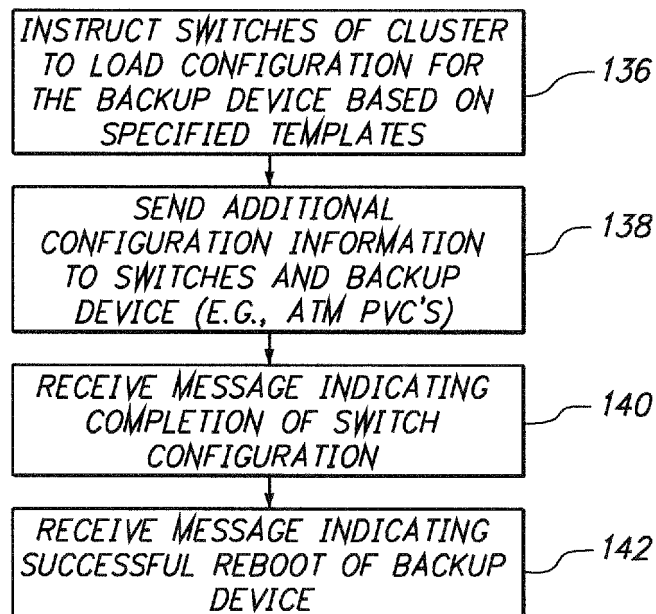 INSTRUCT SWITCHES OF CLUSTER
TO LOAD CONFIGURATION FOR
THE BACKUP DEVICE BASED ON
SPECIFIED TEMPLATES
136
SEND ADDITIONAL
CONFIGURATION INFORMATION
TO SWITCHES AND BACKUP
DEVICE (E.G., ATM PVC'S)
138
RECEIVE MESSAGE INDICATING
COMPLETION OF SWITCH
CONFIGURATION
140
RECEIVE MESSAGE INDICATING
SUCCESSFUL REBOOT OF BACKUP
DEVICE
142